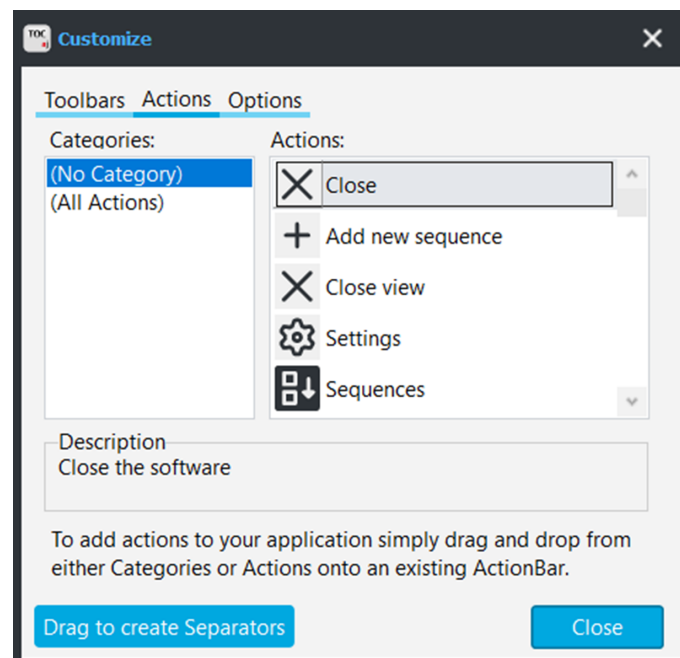 TOC
Customize
Toolbars Actions Options
Categories:
Actions:
(No Category)
(All Actions)
Close
Add new sequence
Close view
Settings
Sequences
Description
Close the software
To add actions to your application simply drag and drop from
either Categories or Actions onto an existing ActionBar.
Drag to create Separators
Close